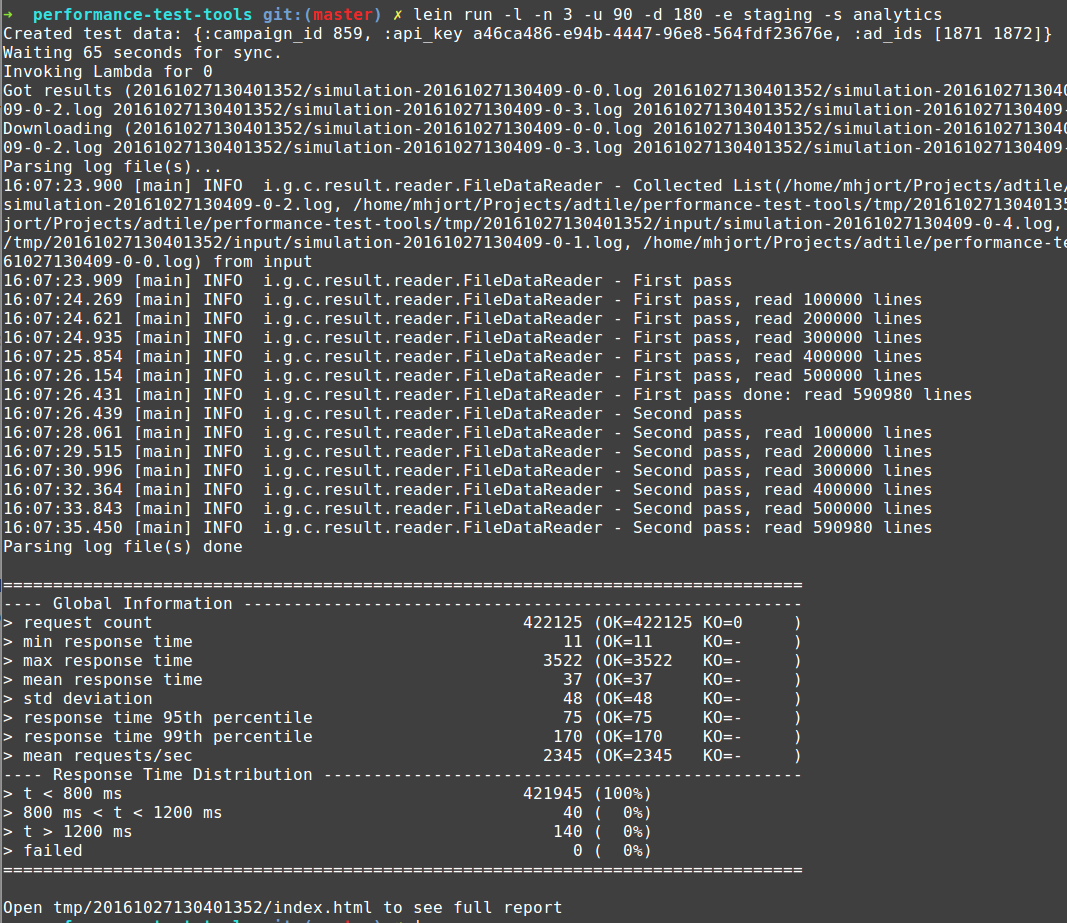 →  performance-test-tools git:(master) ✗ lein run -l -n 3 -u 90 -d 180 -e staging -s analytics
Created test data: {:campaign_id 859, :api_key a46ca486-e94b-4447-96e8-564fdf23676e, :ad_ids [1871 1872]}
Waiting 65 seconds for sync.
Invoking Lambda for 0
Got results (20161027130401352/simulation-20161027130409-0-0.log 20161027130401352/simulation-201610271304
09-0-2.log 20161027130401352/simulation-20161027130409-0-3.log 20161027130401352/simulation-20161027130409-
Downloading (20161027130401352/simulation-20161027130409-0-0.log 20161027130401352/simulation-201610271304
09-0-2.log 20161027130401352/simulation-20161027130409-0-3.log 20161027130401352/simulation-20161027130409-
Parsing log file(s)...
16:07:23.900 [main] INFO  i.g.c.result.reader.FileDataReader - Collected List(/home/mhjort/Projects/adtile/
simulation-20161027130409-0-2.log, /home/mhjort/Projects/adtile/performance-test-tools/tmp/2016102713040135
jort/Projects/adtile/performance-test-tools/tmp/20161027130401352/input/simulation-20161027130409-0-4.log,
/tmp/20161027130401352/input/simulation-20161027130409-0-1.log, /home/mhjort/Projects/adtile/performance-te
61027130409-0-0.log) from input
16:07:23.909 [main] INFO  i.g.c.result.reader.FileDataReader - First pass
16:07:24.269 [main] INFO  i.g.c.result.reader.FileDataReader - First pass, read 100000 lines
16:07:24.621 [main] INFO  i.g.c.result.reader.FileDataReader - First pass, read 200000 lines
16:07:24.935 [main] INFO  i.g.c.result.reader.FileDataReader - First pass, read 300000 lines
16:07:25.854 [main] INFO  i.g.c.result.reader.FileDataReader - First pass, read 400000 lines
16:07:26.154 [main] INFO  i.g.c.result.reader.FileDataReader - First pass, read 500000 lines
16:07:26.431 [main] INFO  i.g.c.result.reader.FileDataReader - First pass done: read 590980 lines
16:07:26.439 [main] INFO  i.g.c.result.reader.FileDataReader - Second pass
16:07:28.061 [main] INFO  i.g.c.result.reader.FileDataReader - Second pass, read 100000 lines
16:07:29.515 [main] INFO  i.g.c.result.reader.FileDataReader - Second pass, read 200000 lines
16:07:30.996 [main] INFO  i.g.c.result.reader.FileDataReader - Second pass, read 300000 lines
16:07:32.364 [main] INFO  i.g.c.result.reader.FileDataReader - Second pass, read 400000 lines
16:07:33.843 [main] INFO  i.g.c.result.reader.FileDataReader - Second pass, read 500000 lines
16:07:35.450 [main] INFO  i.g.c.result.reader.FileDataReader - Second pass: read 590980 lines
Parsing log file(s) done
================================================================================
---- Global Information --------------------------------------------------------
> request count                                     422125 (OK=422125 KO=0     )
> min response time                                     11 (OK=11     KO=-     )
> max response time                                   3522 (OK=3522   KO=-     )
> mean response time                                    37 (OK=37     KO=-     )
> std deviation                                         48 (OK=48     KO=-     )
> response time 95th percentile                         75 (OK=75     KO=-     )
> response time 99th percentile                        170 (OK=170    KO=-     )
> mean requests/sec                                   2345 (OK=2345   KO=-     )
---- Response Time Distribution ------------------------------------------------
> t < 800 ms                                        421945 (100%)
> 800 ms < t < 1200 ms                                  40 (  0%)
> t > 1200 ms                                          140 (  0%)
> failed                                                 0 (  0%)
================================================================================
Open tmp/20161027130401352/index.html to see full report